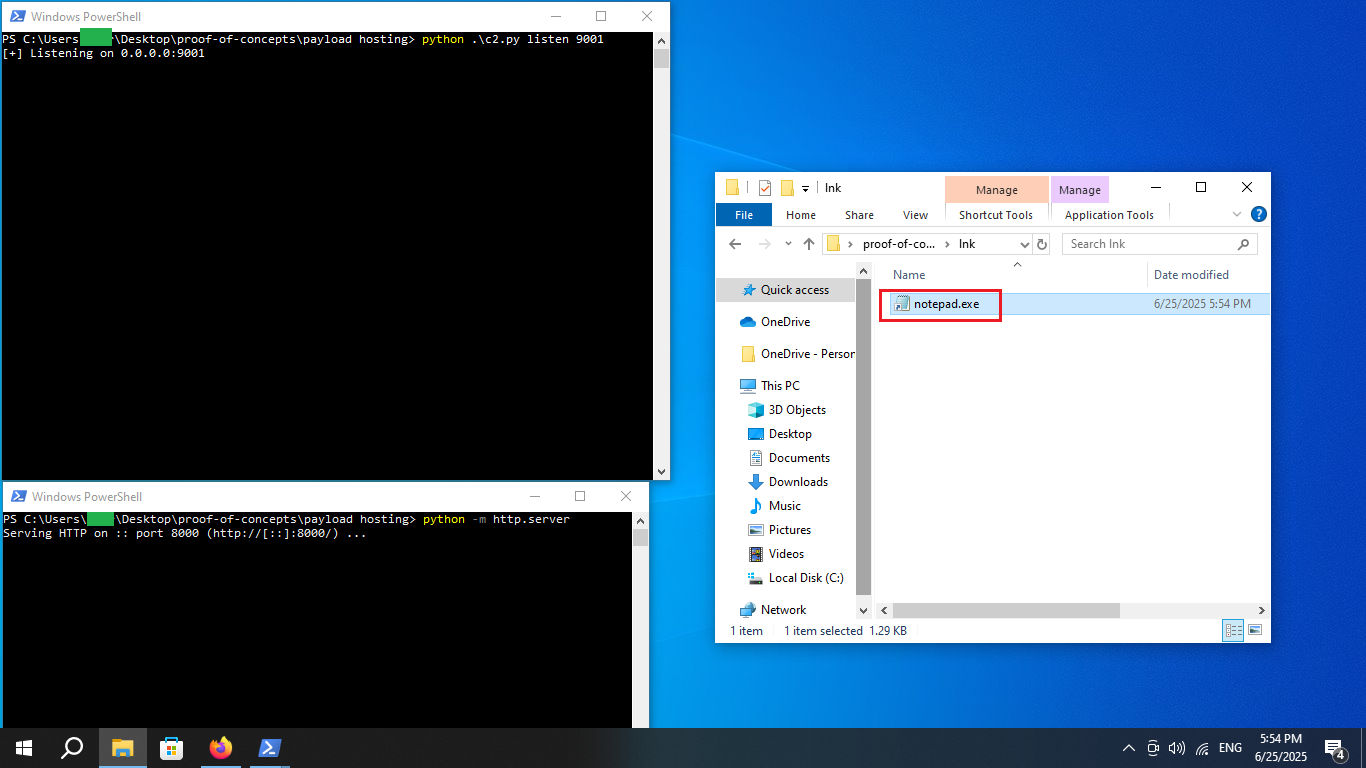 Windows PowerShell
PS C:\Users\ \Desktop\proof-of-concepts\payload hosting> python .\c2.py listen 9001
[+] Listening on 0.0.0.0:9001
Windows PowerShell
PS C:\Users\ \Desktop\proof-of-concepts\payload hosting> python -m http.server
Serving HTTP on :: port 8000 (http://[::]:8000/) ...
lnk
Manage
Manage
File
Home
Share
View
Shortcut Tools
Application Tools
?
proof-of-co...
lnk
Search lnk
Name
Date modified
Quick access
OneDrive
OneDrive - Person
This PC
3D Objects
Desktop
Documents
Downloads
Music
Pictures
Videos
Local Disk (C:)
Network
notepad.exe
6/25/2025 5:54 PM
1 item
1 item selected 1.29 KB
ENG
5:54 PM
6/25/2025
4